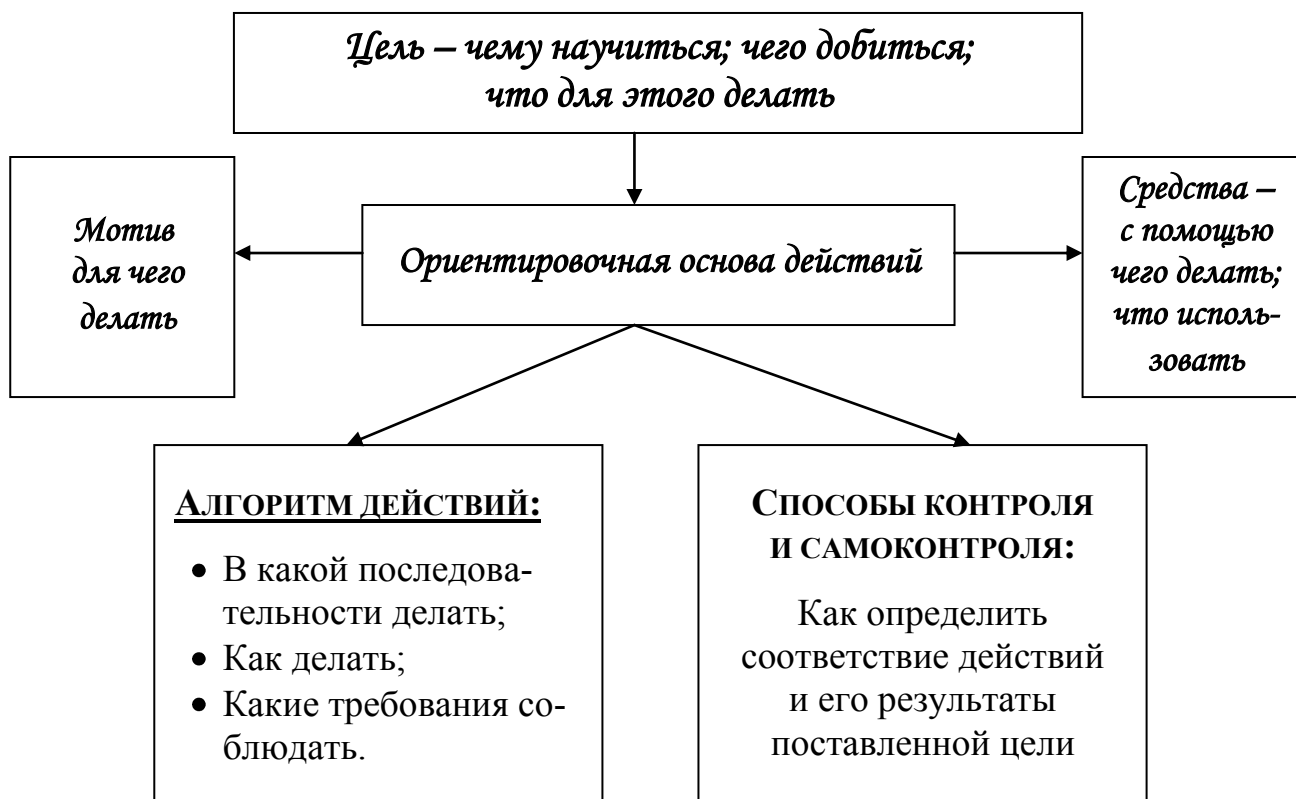 Цель – чему научиться; чего добиться;
что для этого делать
Мотив
для чего
делать
Ориентировочная основа действий
Средства –
с помощью
чего делать;
что исполь-
зовать
АЛГОРИТМ ДЕЙСТВИЙ:
• В какой последова-
тельности делать;
• Как делать;
• Какие требования со-
блюдать.
СПОСОБЫ КОНТРОЛЯ
И САМОКОНТРОЛЯ:
Как определить
соответствие действий
и его результаты
поставленной цели